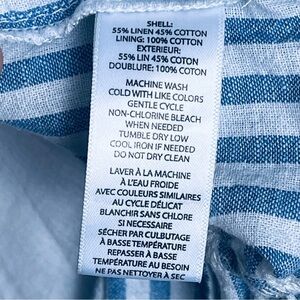 SHELL:
55% LINEN 45% COTTON
LINING: 100% COTTON
EXTERIEUR:
55% LIN 45% COTON
DOUBLURE: 100% COTON
MACHINE WASH
COLD WITH LIKE COLORS
GENTLE CYCLE
NON-CHLORINE BLEACH
WHEN NEEDED
TUMBLE DRY LOW
COOL IRON IF NEEDED
DO NOT DRY CLEAN
LAVER À LA MACHINE
À L'EAU FROIDE
AVEC COULEURS SIMILAIRES
AU CYCLE DÉLICAT
BLANCHIR SANS CHLORE
SI NECESSAIRE
SÉCHER PAR CULBUTAGE
À BASSE TEMPÉRATURE
REPASSER À BASSE
TEMPÉRATURE AU BESOIN
NE PAS NETTOYER À SEC